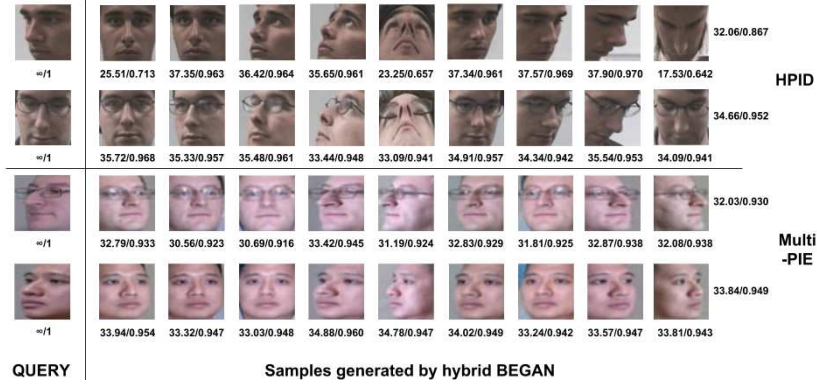 32.06/0.867
∞/1 25.51/0.713 37.35/0.963 36.42/0.964 35.65/0.961 23.25/0.657 37.34/0.961 37.57/0.969 37.90/0.970 17.53/0.642
HPID
34.66/0.952
∞/1 35.72/0.968 35.33/0.957 35.48/0.961 33.44/0.948 33.09/0.941 34.91/0.957 34.34/0.942 35.54/0.953 34.09/0.941
32.03/0.930
∞/1 32.79/0.933 30.56/0.923 30.69/0.916 33.42/0.945 31.19/0.924 32.83/0.929 31.81/0.925 32.87/0.938 32.08/0.938
Multi
-PIE
33.84/0.949
∞/1 33.94/0.954 33.32/0.947 33.03/0.948 34.88/0.960 34.78/0.947 34.02/0.949 33.24/0.942 33.57/0.947 33.81/0.943
QUERY Samples generated by hybrid BEGAN